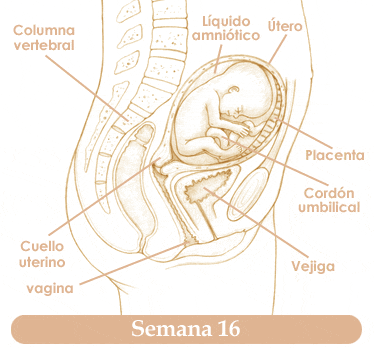 Columna
vertebral
Líquido
amniótico
Útero
Placenta
Cordón
umbilical
Cuello
uterino
Vejiga
vagina
Semana 16